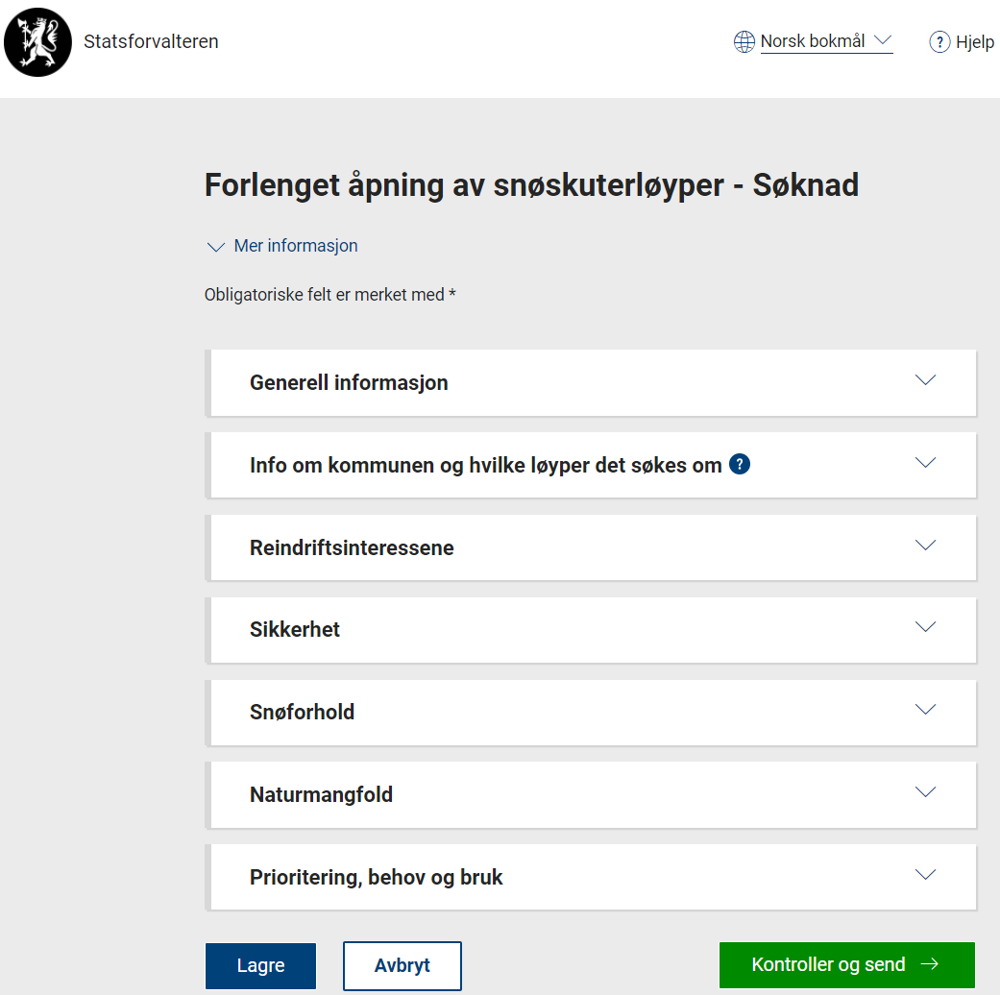 Statsforvalteren
Norsk bokmål
? Hjelp
Forlenget åpning av snøskuterløyper - Søknad
Mer informasjon
Obligatoriske felt er merket med *
Generell informasjon
Info om kommunen og hvilke løyper det søkes om ?
Reindriftsinteressene
Sikkerhet
Snøforhold
Naturmangfold
Prioritering, behov og bruk
Lagre
Avbryt
Kontroller og send →